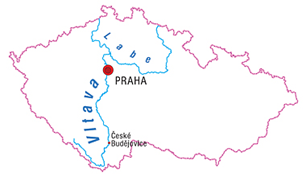 Labe
Vltava
PRAHA
České
Budějovice